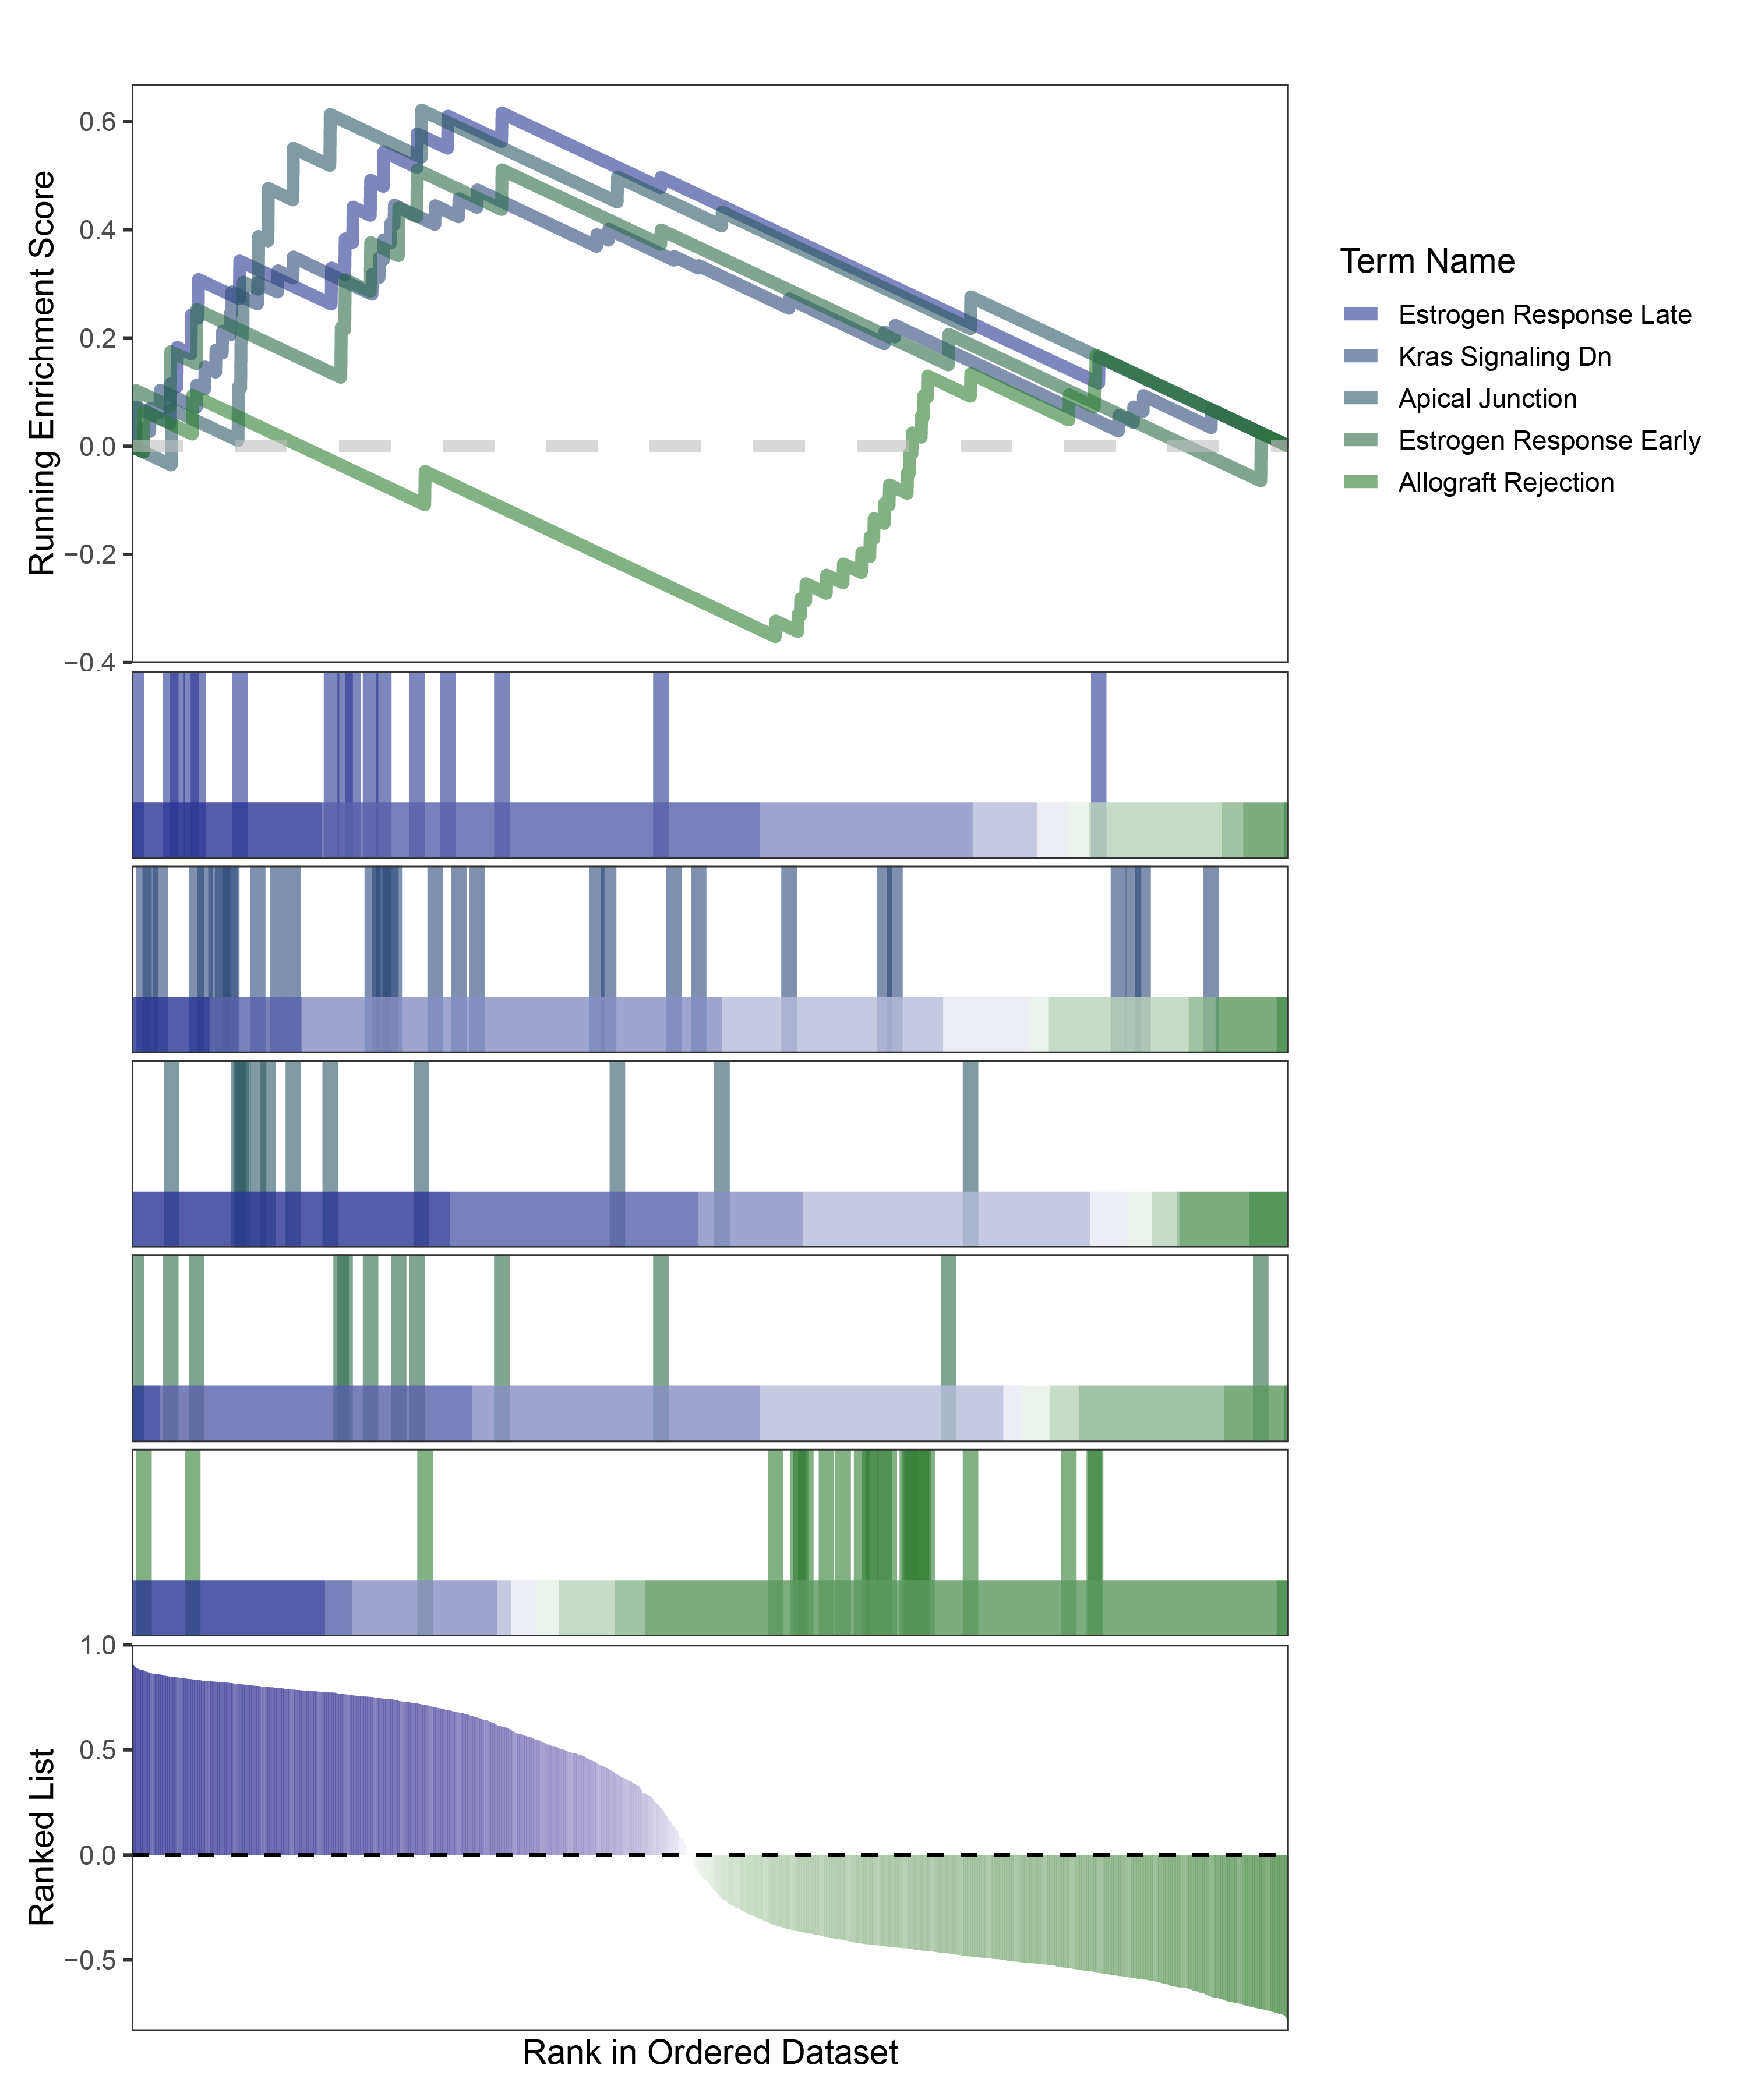 Running Enrichment Score
0.6
0.4
0.2
0.0
−0.2
−0.4
Term Name
Estrogen Response Late
Kras Signaling Dn
Apical Junction
Estrogen Response Early
Allograft Rejection
Ranked List
1.0
0.5
0.0
−0.5
Rank in Ordered Dataset